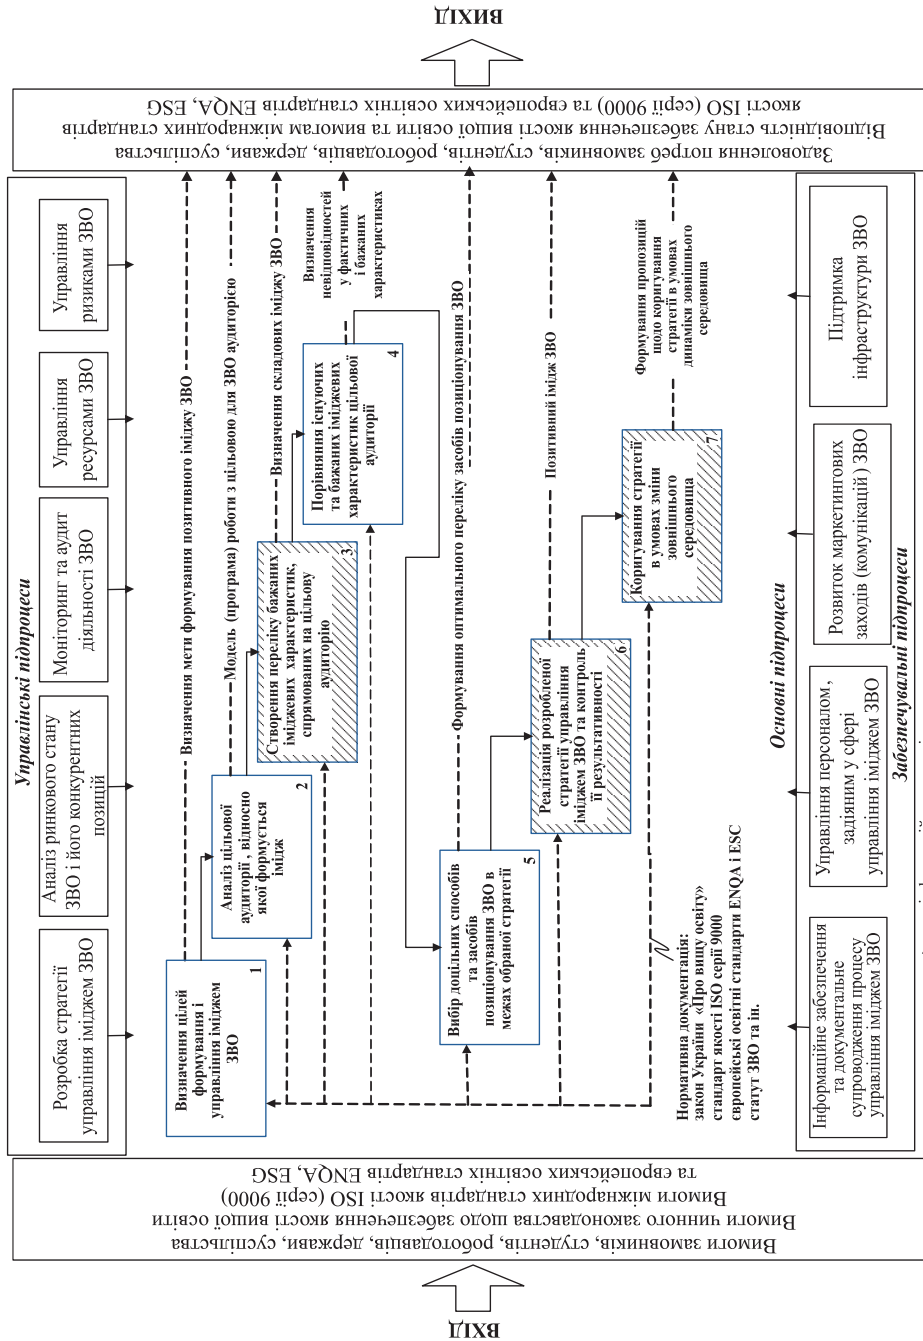 ВХІД
Вимоги замовників, студентів, роботодавців, держави, суспільства
Вимоги чинного законодавства щодо забезпечення якості вищої освіти
Вимоги міжнародних стандартів якості ISO (серії 9000)
та європейських освітніх стандартів ENQA, ESG
Управлінські підпроцеси
Розробка стратегії
управління іміджем ЗВО
Аналіз ринкового стану
ЗВО і його конкурентних
позицій
Моніторинг та аудит
діяльності ЗВО
Управління
ресурсами ЗВО
Управління
ризиками ЗВО
Визначення цілей
формування і
управління іміджем
ЗВО
1
Визначення мети формування позитивного іміджу ЗВО
Аналіз цільової
аудиторії , відносно
якої формується
імідж
2
Модель (програма) роботи з цільовою для ЗВО аудиторією
Створення переліку бажаних
іміджевих характеристик,
спрямованих на цільову
аудиторію
3
Визначення складових іміджу ЗВО
Порівняння існуючих
та бажаних іміджевих
характеристик цільової
аудиторії
4
Визначення
невідповідностей
у фактичних
і бажаних
характеристиках
Вибір доцільних способів
та засобів
позиціонування ЗВО в
межах обраної стратегії
5
Формування оптимального переліку засобів позиціонування ЗВО
Реалізація розробленої
стратегії управління
іміджем ЗВО та контроль
її результативності
6
Позитивний імідж ЗВО
Коригування стратегії
в умовах зміни
зовнішнього
середовища
7
Формування пропозицій
щодо коригування
стратегії в умовах
динаміки зовнішнього
середовища
Нормативна документація:
закон України «Про вищу освіту»
стандарт якості ISO серії 9000
європейські освітні стандарти ENQA і ESC
статут ЗВО та ін.
Основні підпроцеси
Інформаційне забезпечення
та документальне
супроводження процесу
управління іміджем ЗВО
Управління персоналом,
задіяним у сфері
управління іміджем ЗВО
Розвиток маркетингових
заходів (комунікацій ) ЗВО
Підтримка
інфраструктури ЗВО
Забезпечувальні підпроцеси
Задоволення потреб замовників, студентів, роботодавців, держави, суспільства
Відповідність стану забезпечення якості вищої освіти та вимогам міжнародних стандартів
якості ISO (серії 9000) та європейських освітніх стандартів ENQA, ESG
ВИХІД